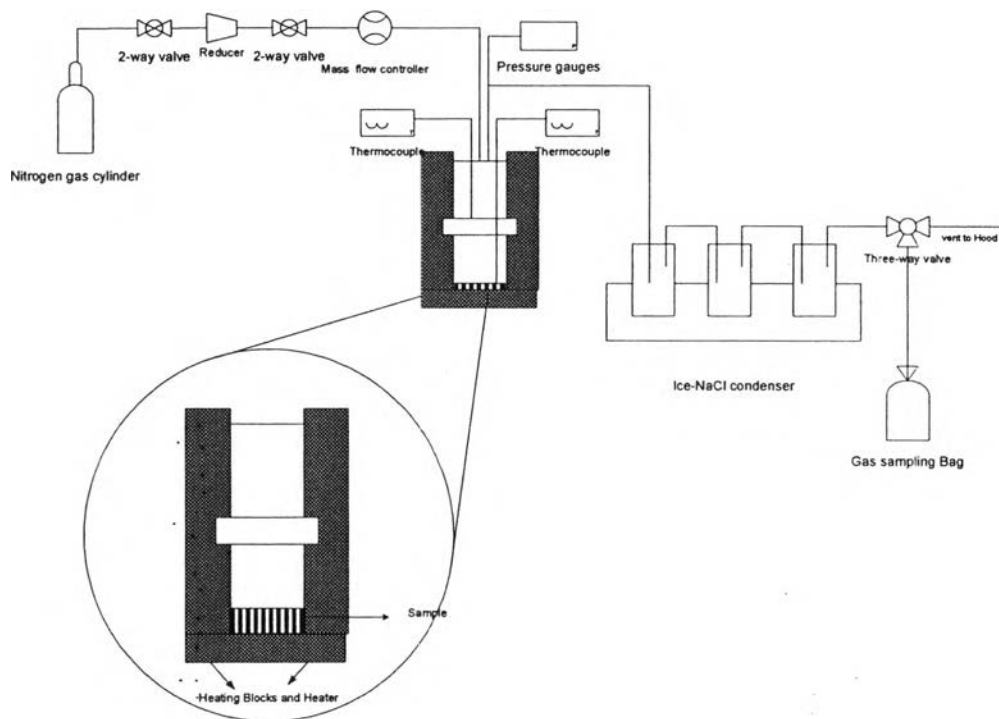 2-way valve
Reducer
2-way valve
Mass flow controller
Pressure gauges
Thermocouple
Thermocouple
Nitrogen gas cylinder
vent to Hood
Three-way valve
Ice-NaCl condenser
Gas sampling Bag
Sample
Heating Blocks and Heater